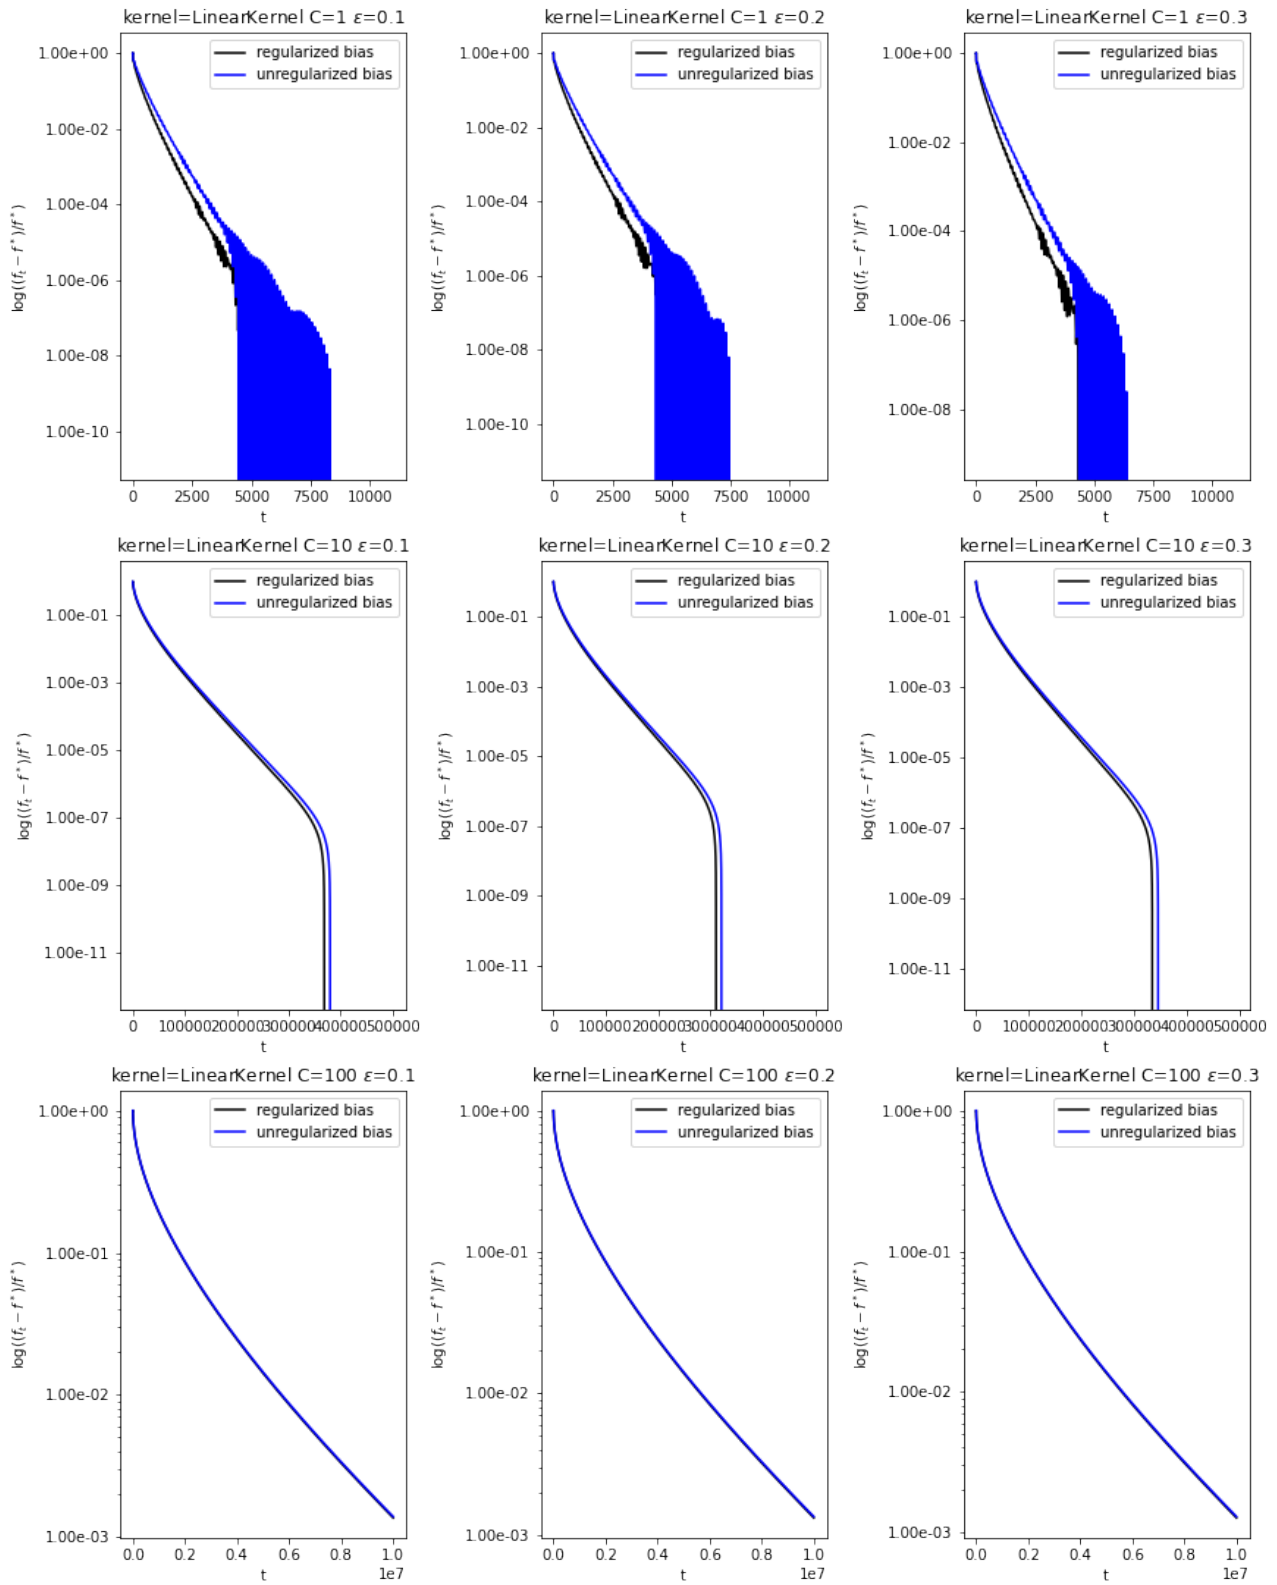 kernel=LinearKernel C=1 ε=0.1
1.00e+00
1.00e-02
1.00e-04
1.00e-06
1.00e-08
1.00e-10
log((f_t − f*)/f*)
regularized bias
unregularized bias
0 2500 5000 7500 10000
t
kernel=LinearKernel C=1 ε=0.2
1.00e+00
1.00e-02
1.00e-04
1.00e-06
1.00e-08
1.00e-10
log((f_t − f*)/f*)
regularized bias
unregularized bias
0 2500 5000 7500 10000
t
kernel=LinearKernel C=1 ε=0.3
1.00e+00
1.00e-02
1.00e-04
1.00e-06
1.00e-08
log((f_t − f*)/f*)
regularized bias
unregularized bias
0 2500 5000 7500 10000
t
kernel=LinearKernel C=10 ε=0.1
1.00e-01
1.00e-03
1.00e-05
1.00e-07
1.00e-09
1.00e-11
log((f_t − f*)/f*)
regularized bias
unregularized bias
0 100000 200000 300000 400000 500000
t
kernel=LinearKernel C=10 ε=0.2
1.00e-01
1.00e-03
1.00e-05
1.00e-07
1.00e-09
1.00e-11
log((f_t − f*)/f*)
regularized bias
unregularized bias
0 100000 200000 300000 400000 500000
t
kernel=LinearKernel C=10 ε=0.3
1.00e-01
1.00e-03
1.00e-05
1.00e-07
1.00e-09
1.00e-11
log((f_t − f*)/f*)
regularized bias
unregularized bias
0 100000 200000 300000 400000 500000
t
kernel=LinearKernel C=100 ε=0.1
1.00e+00
1.00e-01
1.00e-02
1.00e-03
log((f_t − f*)/f*)
regularized bias
unregularized bias
0.0 0.2 0.4 0.6 0.8 1.0
1e7
t
kernel=LinearKernel C=100 ε=0.2
1.00e+00
1.00e-01
1.00e-02
1.00e-03
log((f_t − f*)/f*)
regularized bias
unregularized bias
0.0 0.2 0.4 0.6 0.8 1.0
1e7
t
kernel=LinearKernel C=100 ε=0.3
1.00e+00
1.00e-01
1.00e-02
1.00e-03
log((f_t − f*)/f*)
regularized bias
unregularized bias
0.0 0.2 0.4 0.6 0.8 1.0
1e7
t